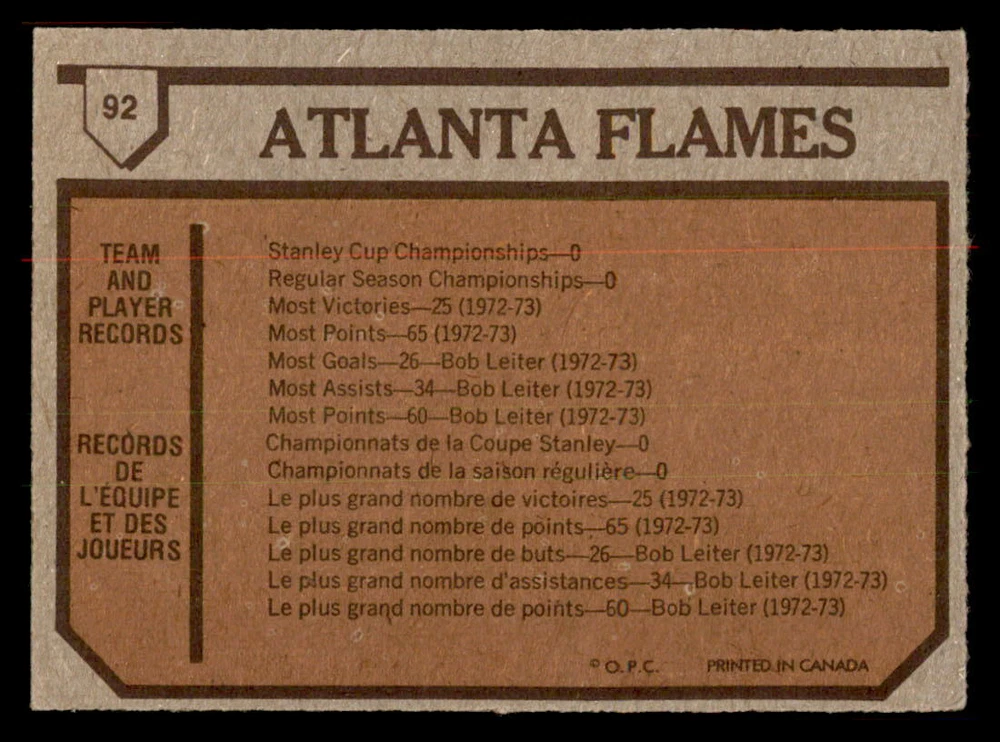 92
ATLANTA FLAMES
TEAM
AND
PLAYER
RECORDS
Stanley Cup Championships—0
Regular Season Championships—0
Most Victories—25 (1972-73)
Most Points—65 (1972-73)
Most Goals—26—Bob Leiter (1972-73)
Most Assists—34—Bob Leiter (1972-73)
Most Points—60—Bob Leiter (1972-73)
RECORDS
DE
L'ÉQUIPE
ET DES
JOUEURS
Championnats de la Coupe Stanley—0
Championnats de la saison régulière—0
Le plus grand nombre de victoires—25 (1972-73)
Le plus grand nombre de points—65 (1972-73)
Le plus grand nombre de buts—26—Bob Leiter (1972-73)
Le plus grand nombre d'assistances—34—Bob Leiter (1972-73)
Le plus grand nombre de points—60—Bob Leiter (1972-73)
© O.P.C. PRINTED IN CANADA